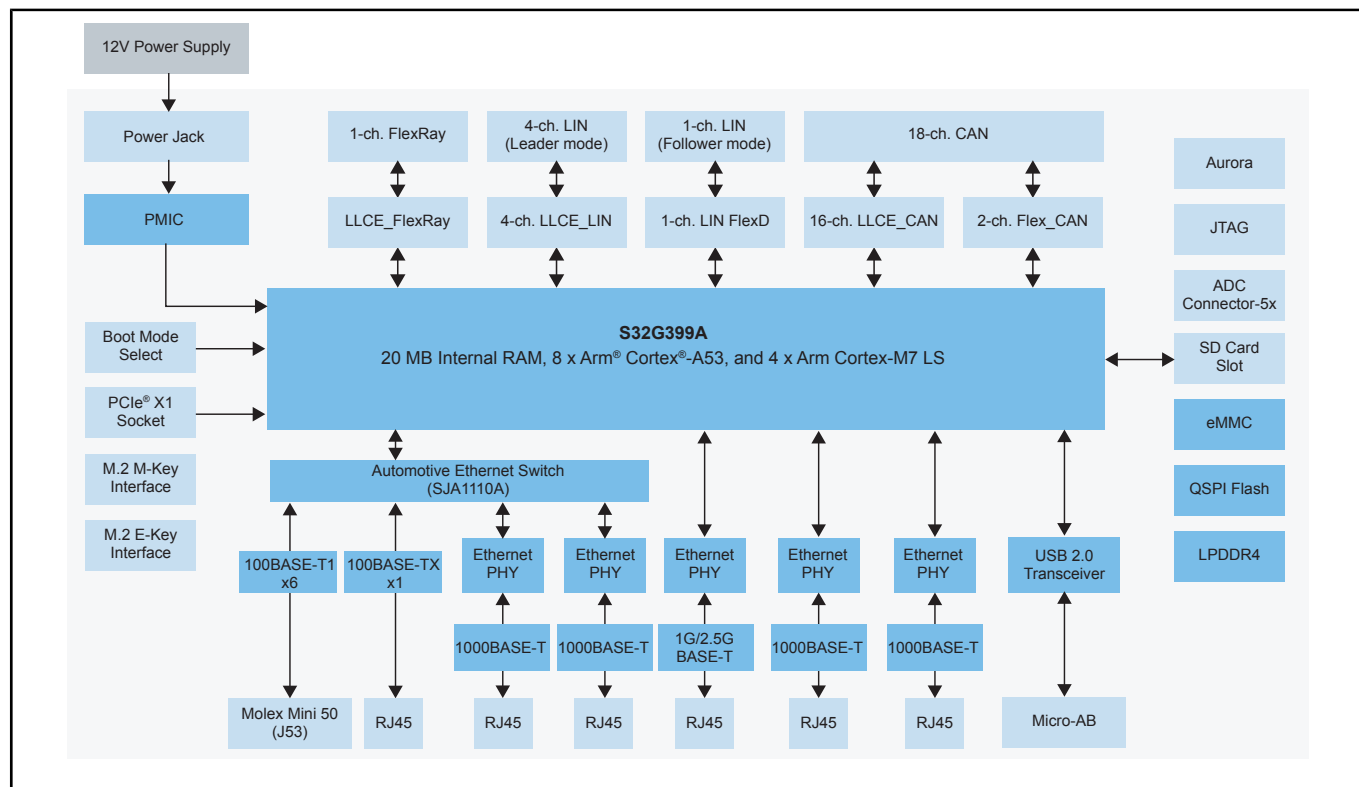 12V Power Supply
Power Jack
PMIC
1-ch. FlexRay
4-ch. LIN
(Leader mode)
1-ch. LIN
(Follower mode)
18-ch. CAN
LLCE_FlexRay
4-ch. LLCE_LIN
1-ch. LIN FlexD
16-ch. LLCE_CAN
2-ch. Flex_CAN
Aurora
JTAG
ADC
Connector-5x
SD Card
Slot
eMMC
QSPI Flash
LPDDR4
S32G399A
20 MB Internal RAM, 8 x Arm® Cortex®-A53, and 4 x Arm Cortex-M7 LS
Boot Mode
Select
PCIe® X1
Socket
M.2 M-Key
Interface
M.2 E-Key
Interface
Automotive Ethernet Switch
(SJA1110A)
100BASE-T1
x6
100BASE-TX
x1
Ethernet
PHY
Ethernet
PHY
Ethernet
PHY
Ethernet
PHY
Ethernet
PHY
USB 2.0
Transceiver
1000BASE-T
1000BASE-T
1G/2.5G
BASE-T
1000BASE-T
1000BASE-T
Molex Mini 50
(J53)
RJ45
RJ45
RJ45
RJ45
RJ45
RJ45
Micro-AB